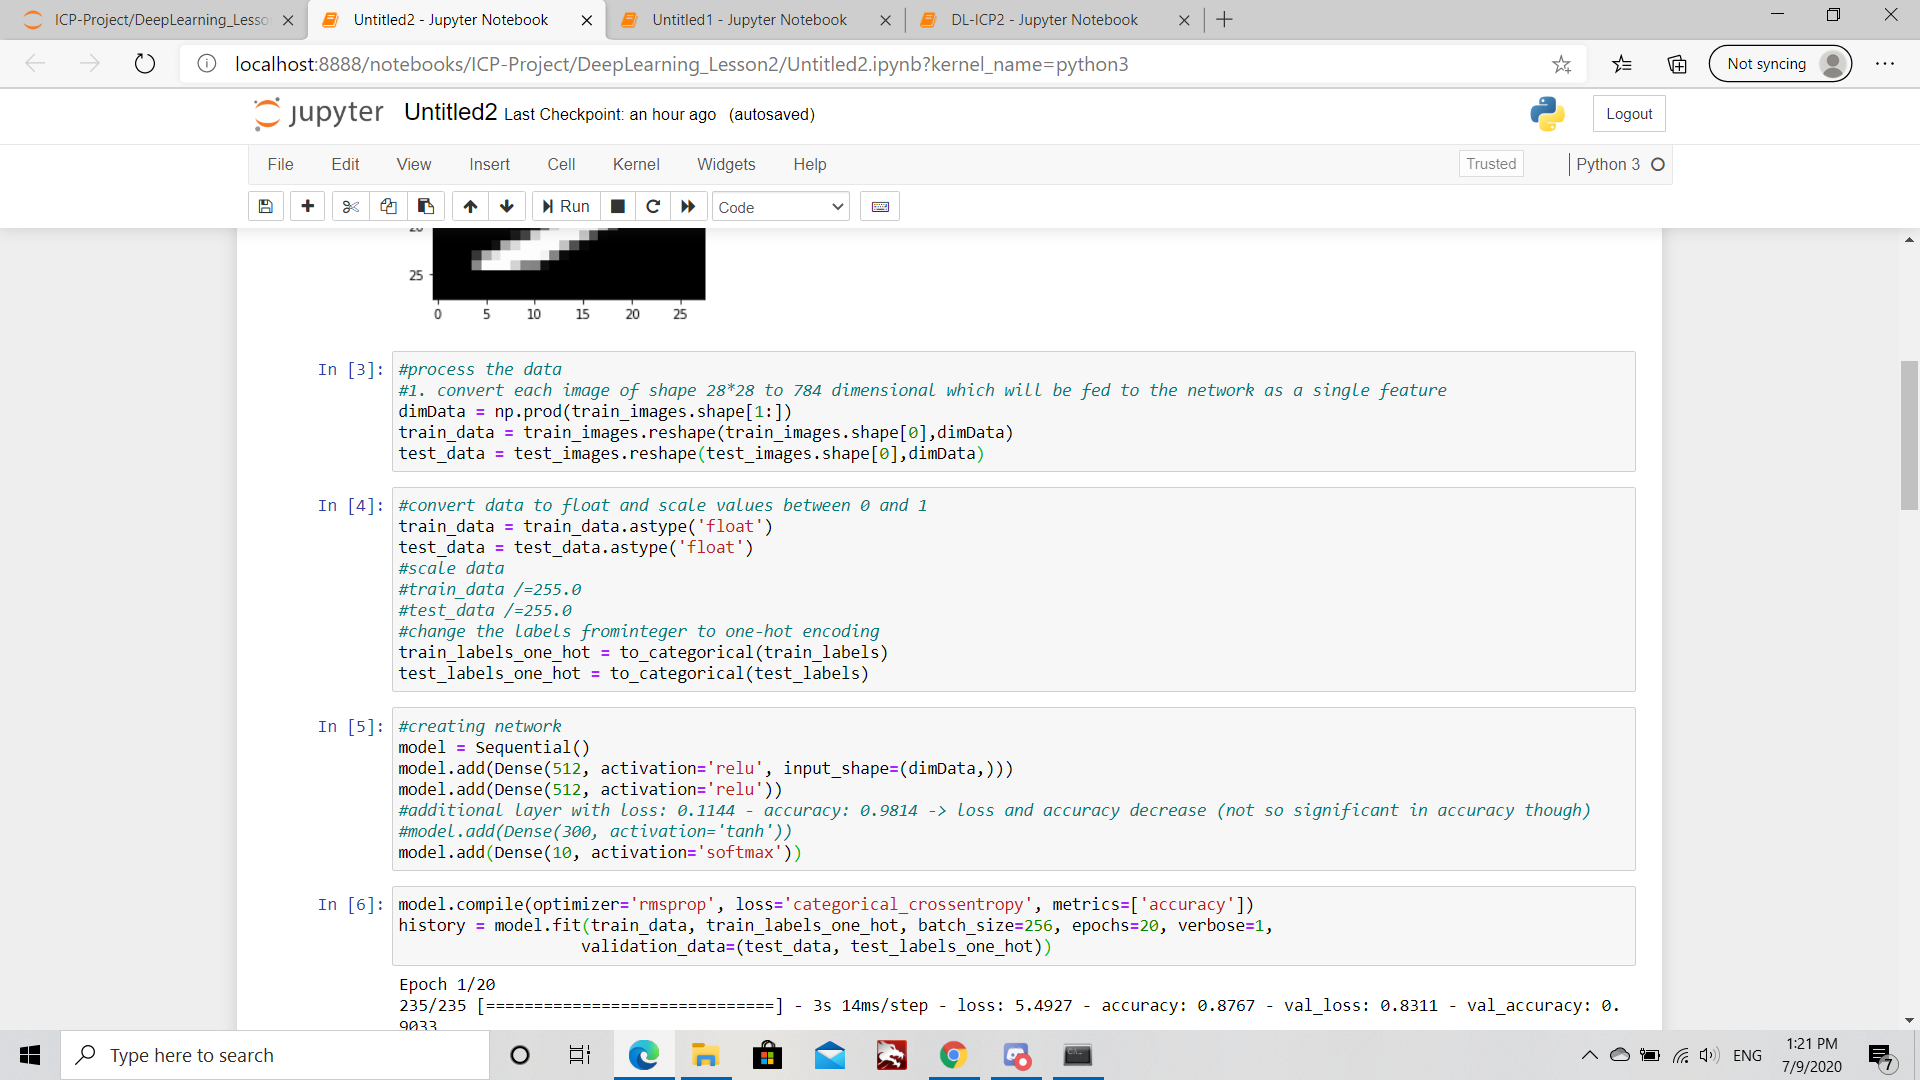 ICP-Project/DeepLearning_Lesso
Untitled2 - Jupyter Notebook
Untitled1 - Jupyter Notebook
DL-ICP2 - Jupyter Notebook
localhost:8888/notebooks/ICP-Project/DeepLearning_Lesson2/Untitled2.ipynb?kernel_name=python3
Not syncing
jupyter Untitled2 Last Checkpoint: an hour ago (autosaved)
Logout
File Edit View Insert Cell Kernel Widgets Help
Trusted
Python 3
Run
Code
20
25
0 5 10 15 20 25
In [3]: #process the data
#1. convert each image of shape 28*28 to 784 dimensional which will be fed to the network as a single feature
dimData = np.prod(train_images.shape[1:])
train_data = train_images.reshape(train_images.shape[0],dimData)
test_data = test_images.reshape(test_images.shape[0],dimData)
In [4]: #convert data to float and scale values between 0 and 1
train_data = train_data.astype('float')
test_data = test_data.astype('float')
#scale data
#train_data /=255.0
#test_data /=255.0
#change the labels frominteger to one-hot encoding
train_labels_one_hot = to_categorical(train_labels)
test_labels_one_hot = to_categorical(test_labels)
In [5]: #creating network
model = Sequential()
model.add(Dense(512, activation='relu', input_shape=(dimData,)))
model.add(Dense(512, activation='relu'))
#additional layer with loss: 0.1144 - accuracy: 0.9814 -> loss and accuracy decrease (not so significant in accuracy though)
#model.add(Dense(300, activation='tanh'))
model.add(Dense(10, activation='softmax'))
In [6]: model.compile(optimizer='rmsprop', loss='categorical_crossentropy', metrics=['accuracy'])
history = model.fit(train_data, train_labels_one_hot, batch_size=256, epochs=20, verbose=1,
validation_data=(test_data, test_labels_one_hot))
Epoch 1/20
235/235 [==============================] - 3s 14ms/step - loss: 5.4927 - accuracy: 0.8767 - val_loss: 0.8311 - val_accuracy: 0.
9033
Type here to search
ENG
1:21 PM
7/9/2020
7